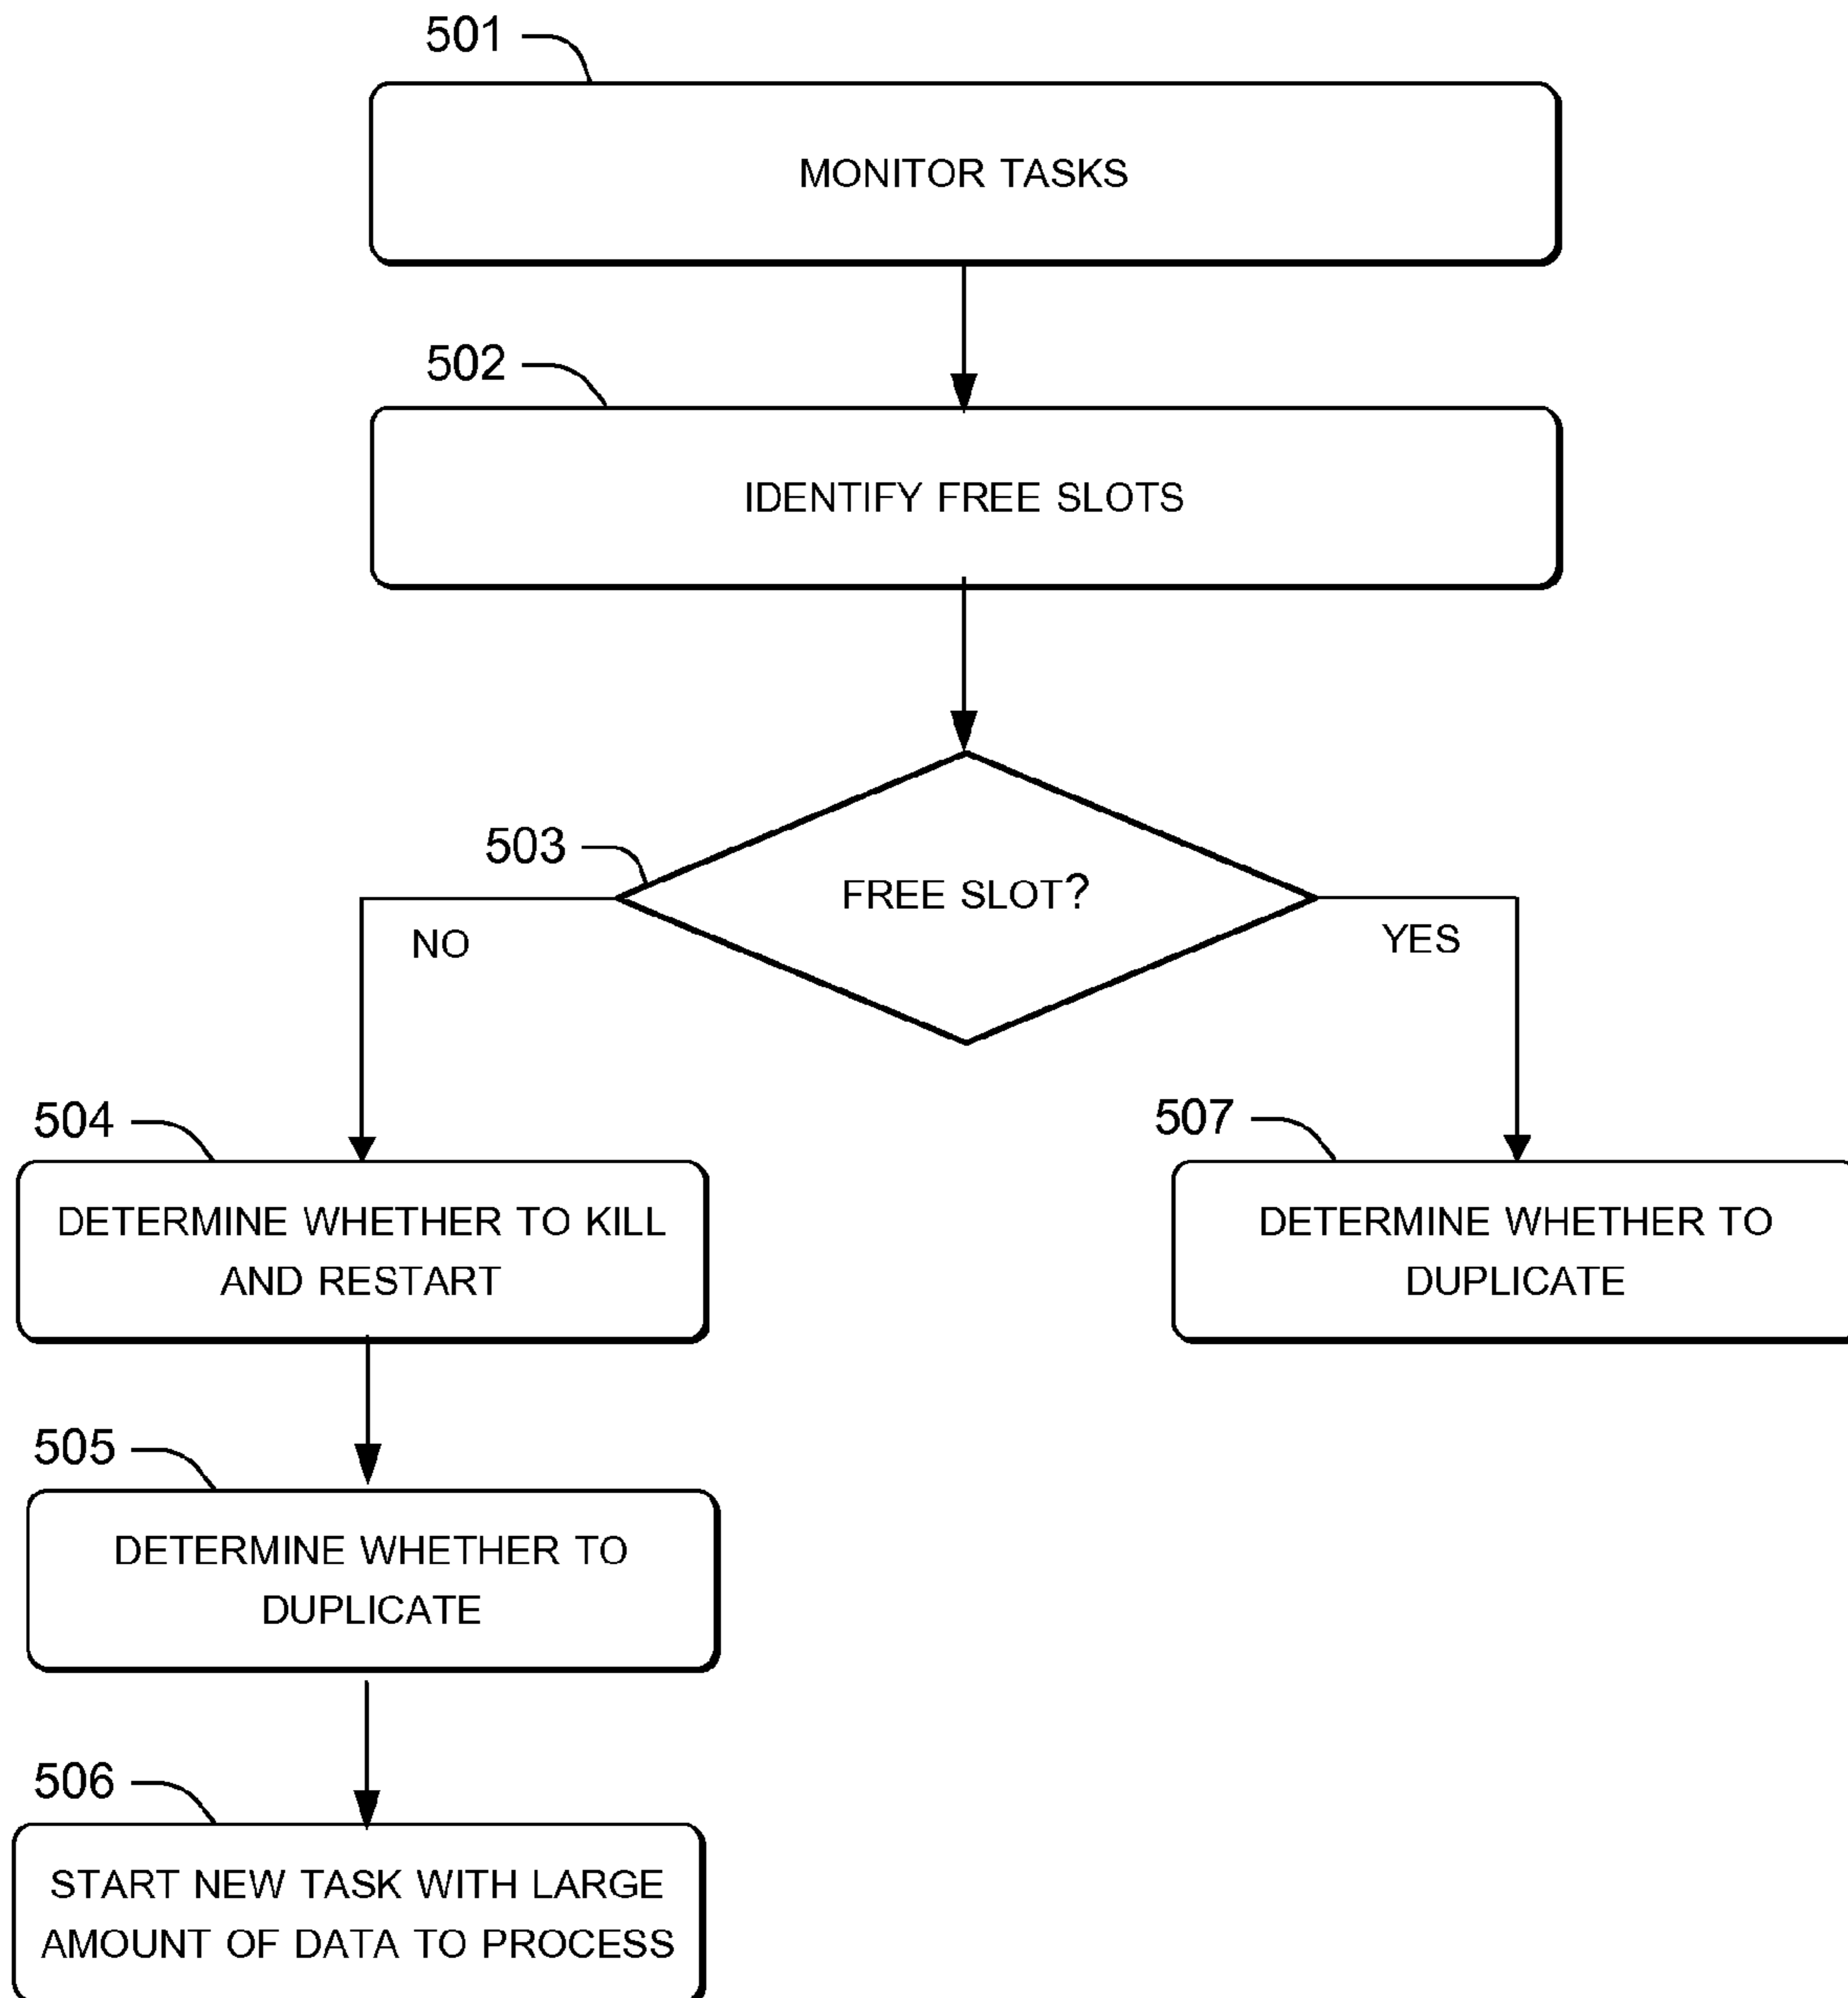 501
MONITOR TASKS
502
IDENTIFY FREE SLOTS
503
FREE SLOT?
NO
YES
504
DETERMINE WHETHER TO KILL
AND RESTART
507
DETERMINE WHETHER TO
DUPLICATE
505
DETERMINE WHETHER TO
DUPLICATE
506
START NEW TASK WITH LARGE
AMOUNT OF DATA TO PROCESS